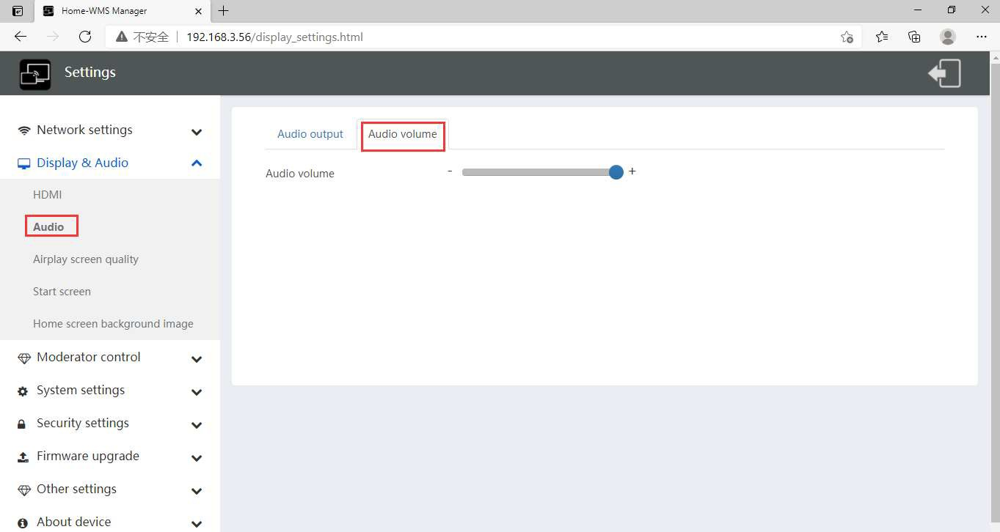 Home-WMS Manager
不安全 192.168.3.56/display_settings.html
Settings
Network settings
Display & Audio
HDMI
Audio
Airplay screen quality
Start screen
Home screen background image
Moderator control
System settings
Security settings
Firmware upgrade
Other settings
About device
Audio output Audio volume
Audio volume - +